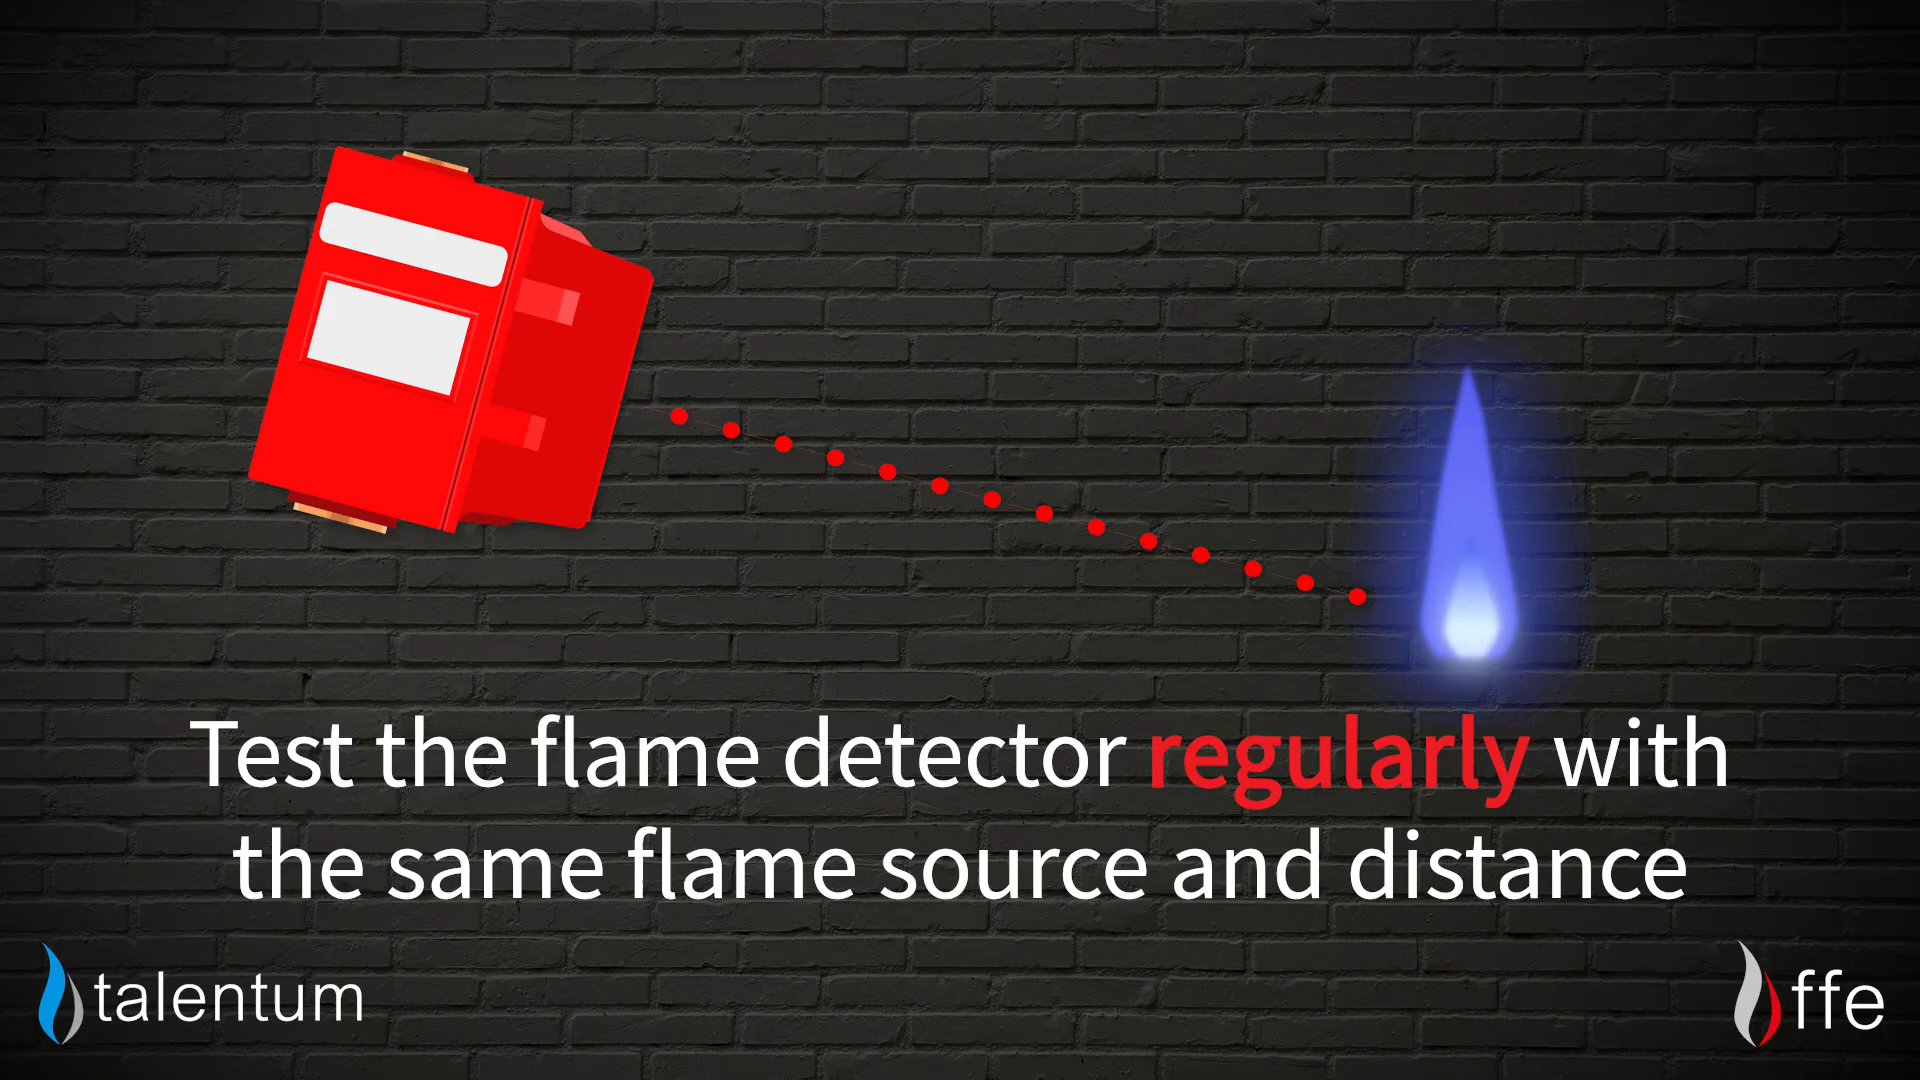 Test the flame detector regularly with
the same flame source and distance
talentum
ffe